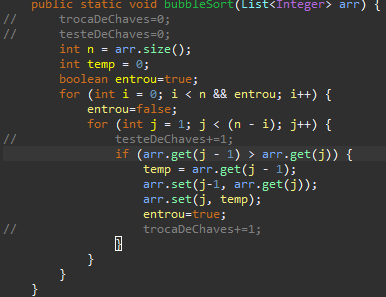 public static void bubbleSort(List<Integer> arr) {
//      trocaDeChaves=0;
//      testeDeChaves=0;
        int n = arr.size();
        int temp = 0;
        boolean entrou=true;
        for (int i = 0; i < n && entrou; i++) {
            entrou=false;
            for (int j = 1; j < (n - i); j++) {
//              testeDeChaves+=1;
                if (arr.get(j - 1) > arr.get(j)) {
                    temp = arr.get(j - 1);
                    arr.set(j-1, arr.get(j));
                    arr.set(j, temp);
                    entrou=true;
//                  trocaDeChaves+=1;
                }
            }
        }
    }